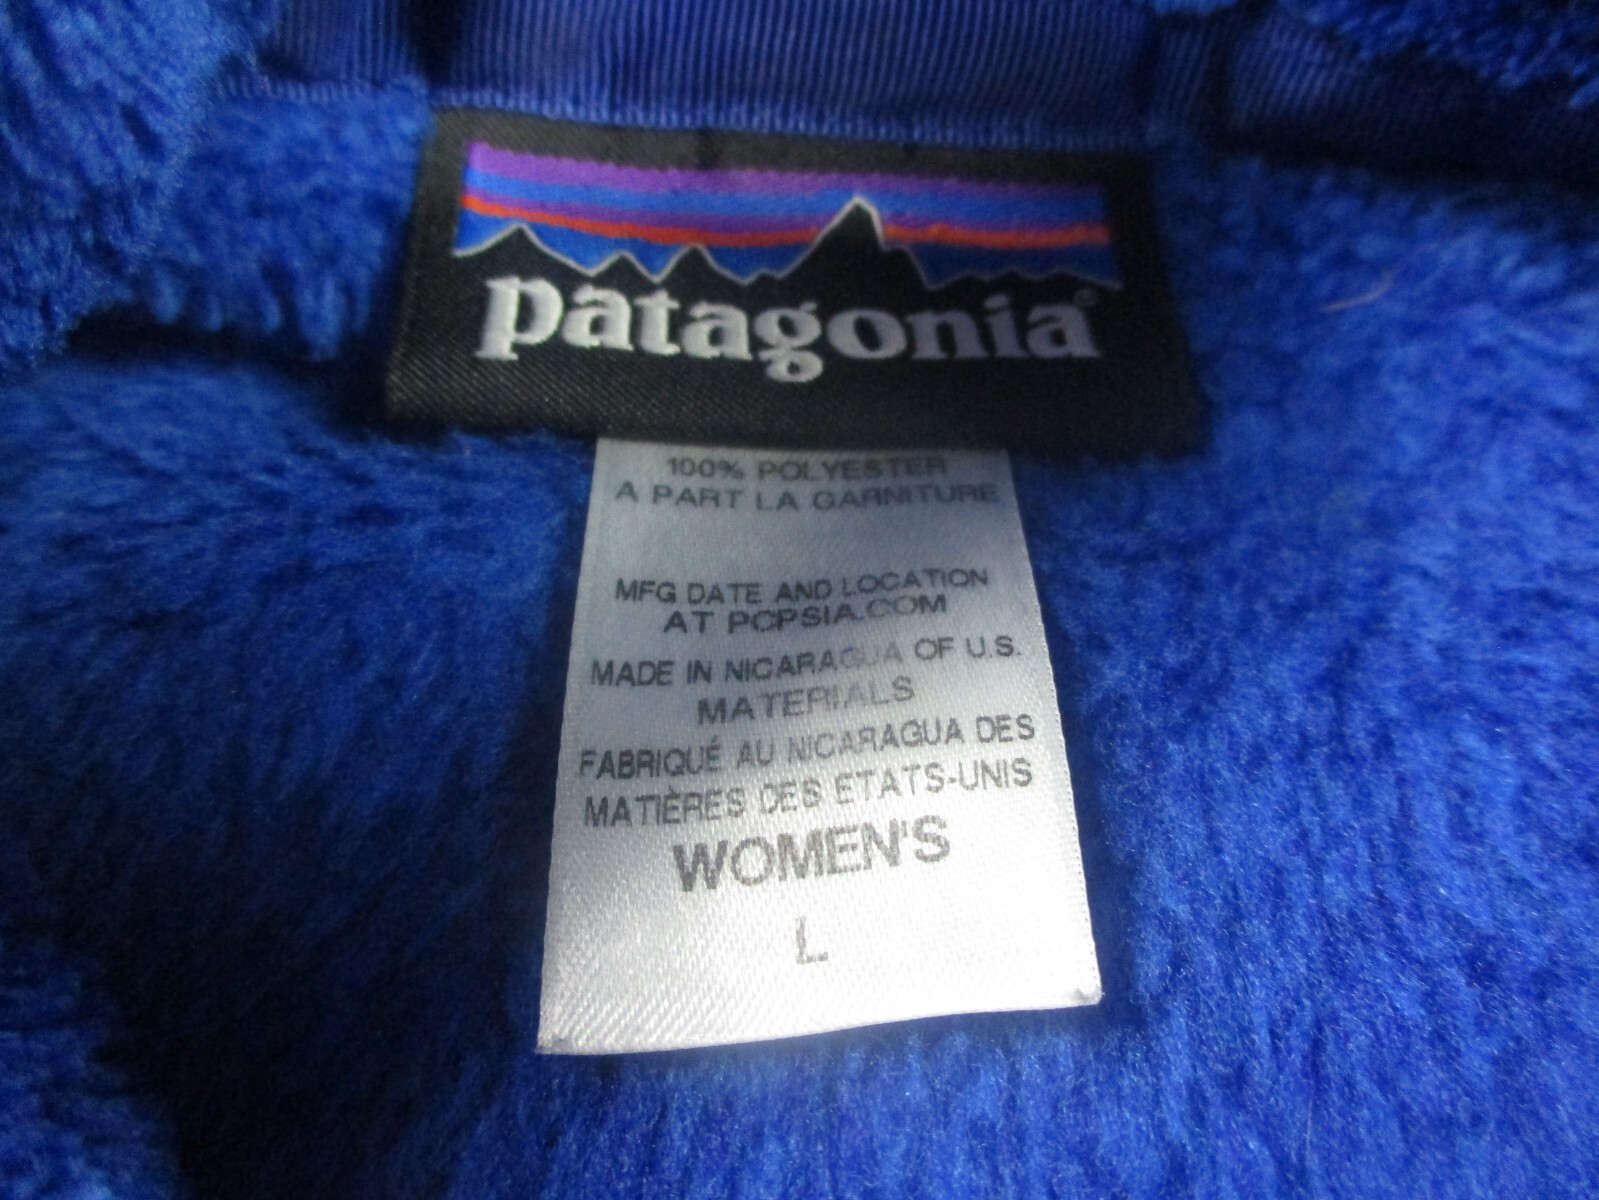 patagonia®
100% POLYESTER
A PART LA GARNITURE
MFG DATE AND LOCATION
AT PCPSIA.COM
MADE IN NICARAGUA OF U.S.
MATERIALS
FABRIQUÉ AU NICARAGUA DES
MATIÈRES DES ETATS-UNIS
WOMEN'S
L